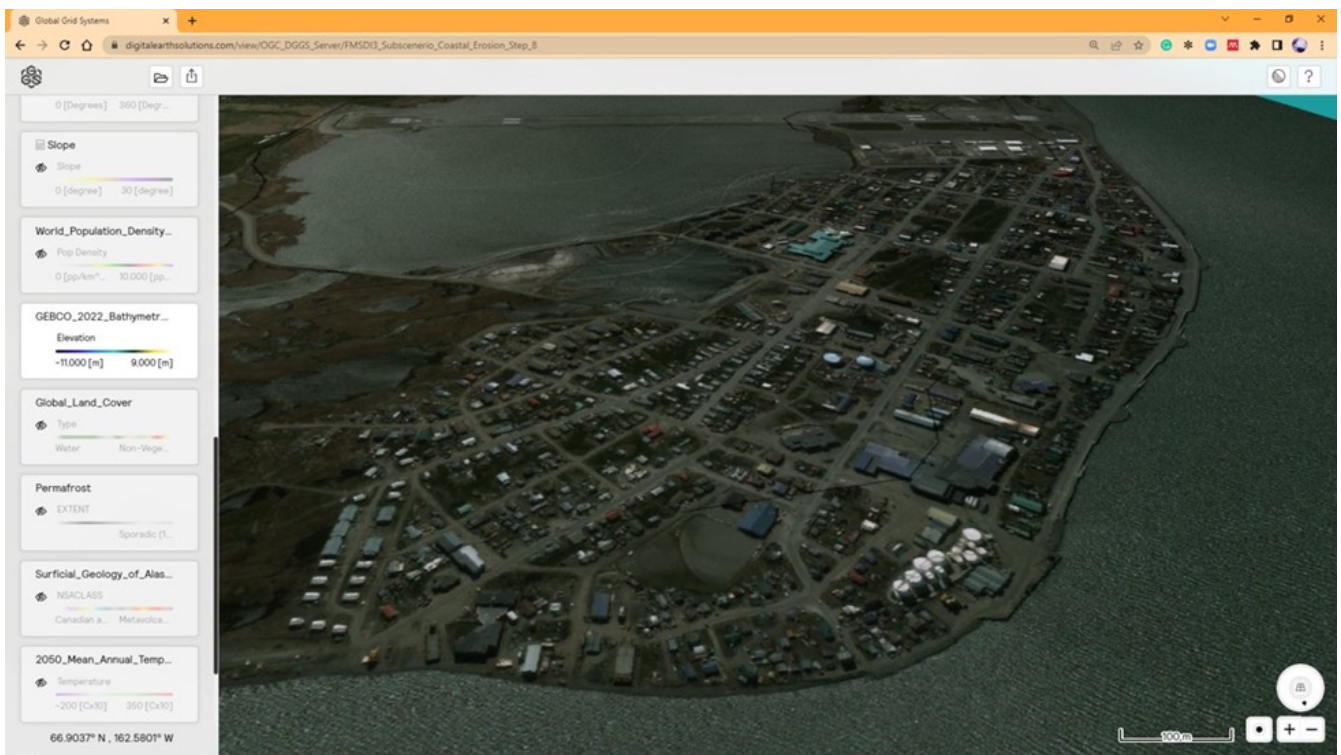 Global Grid Systems
digitalearthsolutions.com/view/OGC_DGGS_Server/FMSDI3_Subscenerio_Coastal_Erosion_Step_8
GGS
?
0 [Degrees] 360 [Degr...
Slope
Slope
0 [degree] 30 [degree]
World_Population_Density...
Pop Density
0 [pp/km^... 10.000 [pp...
GEBCO_2022_Bathymetr...
Elevation
-11.000 [m] 9.000 [m]
Global_Land_Cover
Type
Water Non-Vege...
Permafrost
EXTENT
Sporadic (1...
Surficial_Geology_of_Alas...
NSACLASS
Canadian a... Metavolca...
2050_Mean_Annual_Temp...
Temperature
-200 [Cx10] 350 [Cx10]
66.9037° N , 162.5801° W
100 m